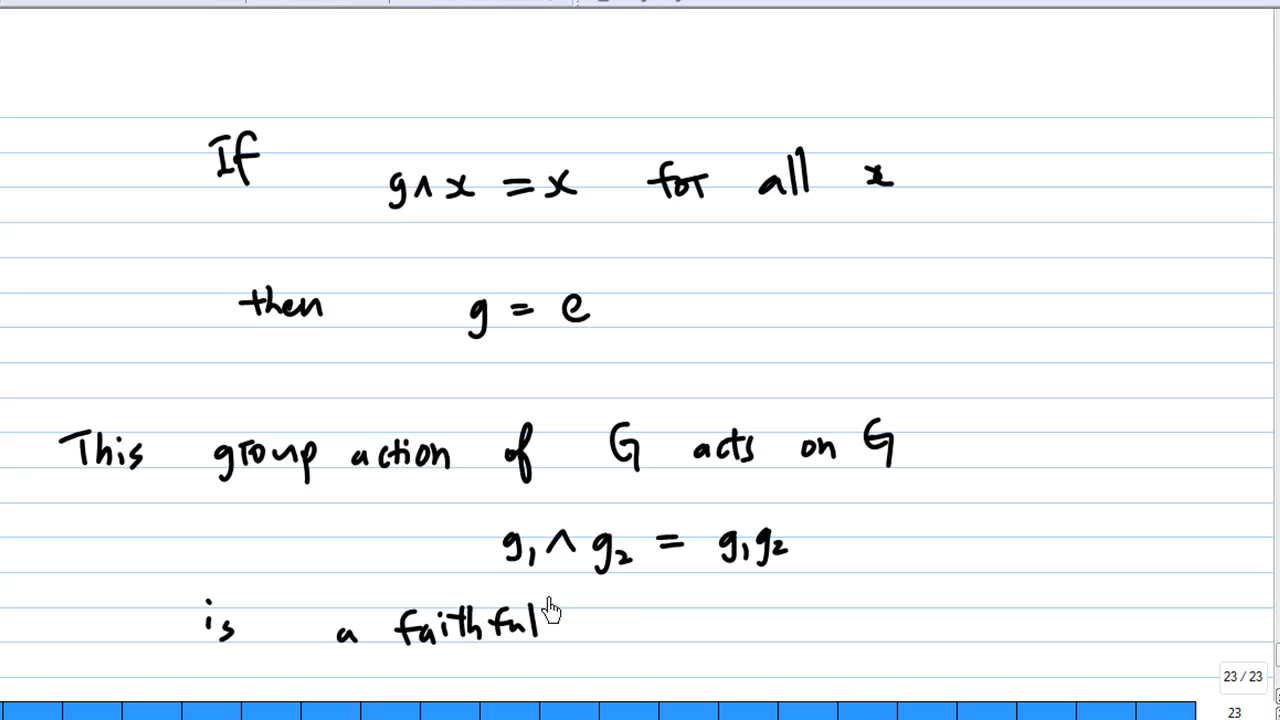 If
g ∧ x = x for all x
then g = e
This group action of G acts on G
g₁ ∧ g₂ = g₁g₂
is a faithful
23 / 23
23